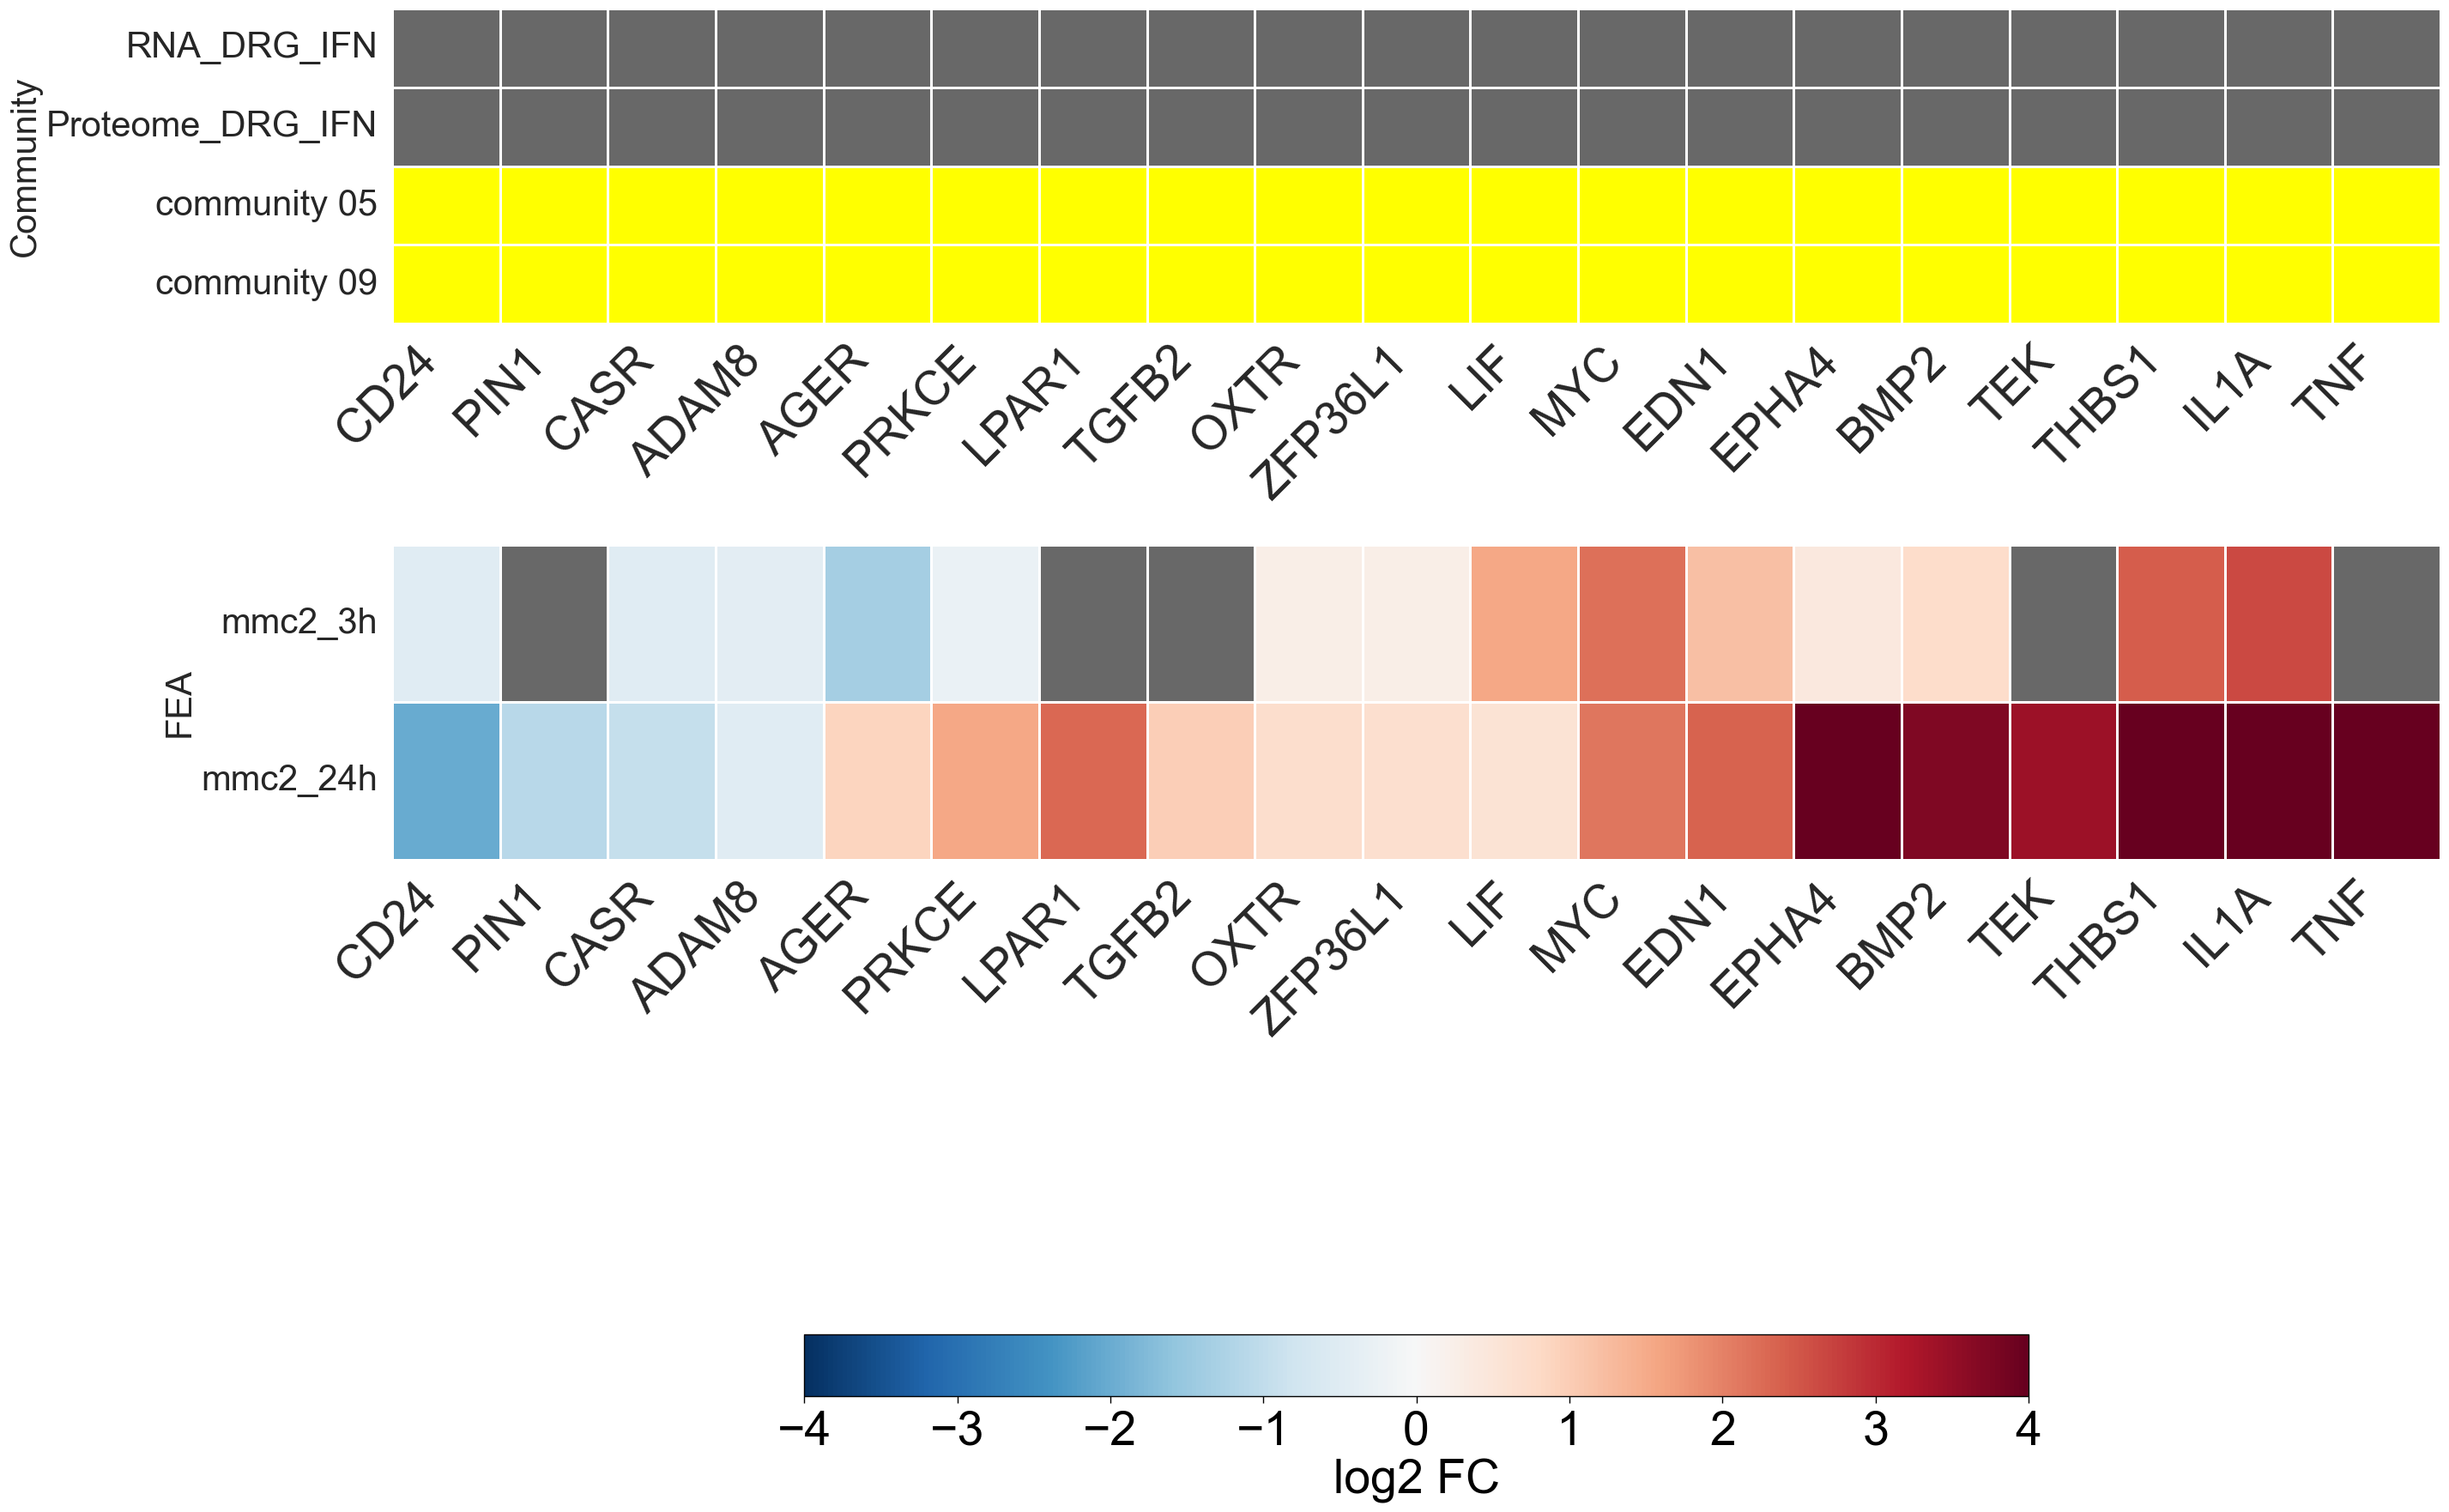 Community
RNA_DRG_IFN
Proteome_DRG_IFN
community 05
community 09
CD24 PIN1 CASR ADAM8 AGER PRKCE LPAR1 TGFB2 OXTR ZFP36L1 LIF MYC EDN1 EPHA4 BMP2 TEK THBS1 IL1A TNF
FEA
mmc2_3h
mmc2_24h
CD24 PIN1 CASR ADAM8 AGER PRKCE LPAR1 TGFB2 OXTR ZFP36L1 LIF MYC EDN1 EPHA4 BMP2 TEK THBS1 IL1A TNF
−4 −3 −2 −1 0 1 2 3 4
log2 FC